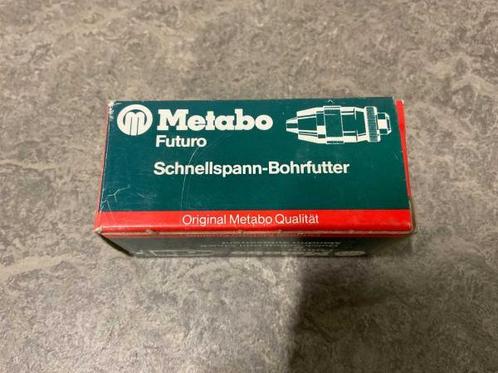 Metabo
Futuro
Schnellspann-Bohrfutter
Original Metabo Qualität